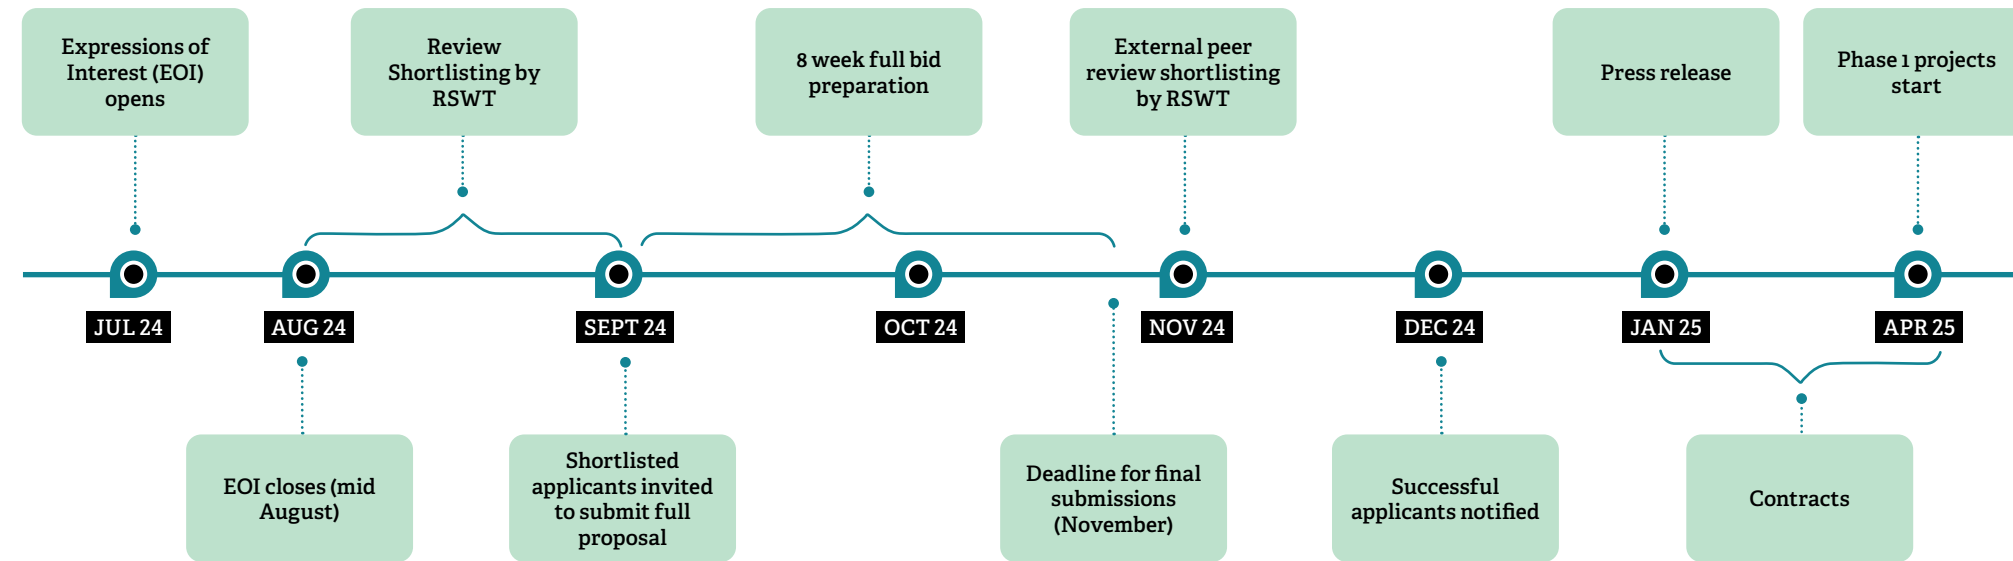 Expressions of
Interest (EOI)
opens
Review
Shortlisting by
RSWT
8 week full bid
preparation
External peer
review shortlisting
by RSWT
Press release
Phase 1 projects
start
JUL 24
AUG 24
SEPT 24
OCT 24
NOV 24
DEC 24
JAN 25
APR 25
EOI closes (mid
August)
Shortlisted
applicants invited
to submit full
proposal
Deadline for final
submissions
(November)
Successful
applicants notified
Contracts